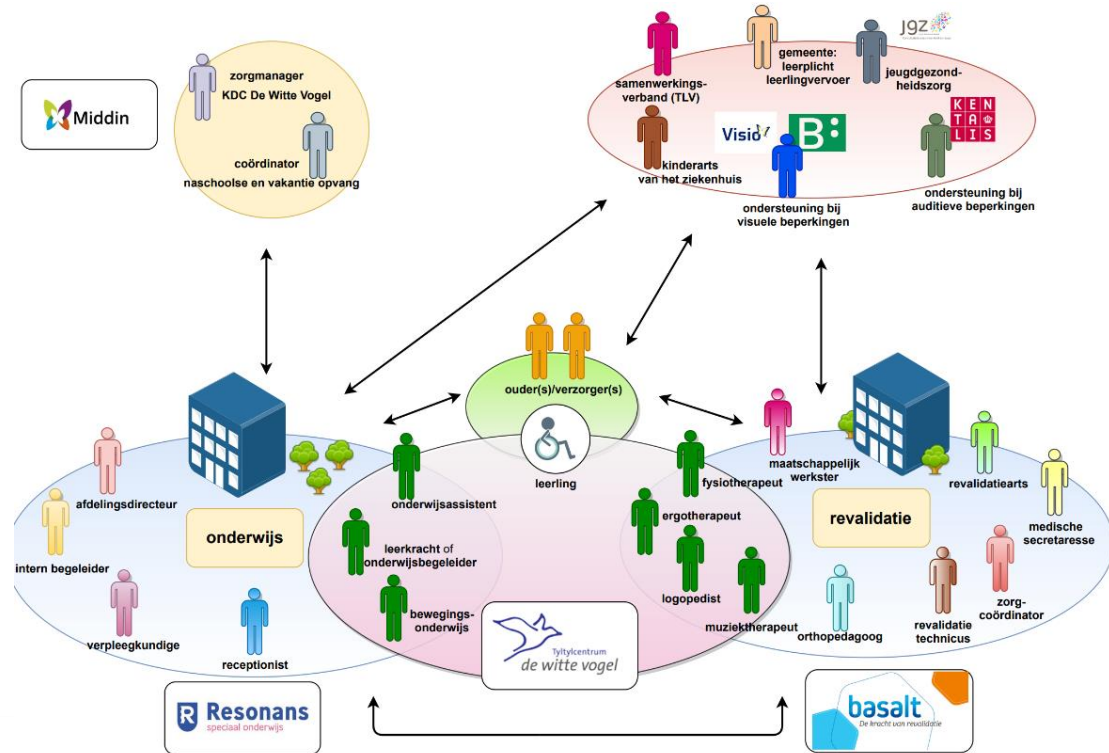 Middin
zorgmanager
KDC De Witte Vogel
coördinator
naschoolse en vakantie opvang
jgz
samenwerkings-
verband (TLV)
gemeente:
leerplicht
leerlingvervoer
jeugdgezond-
heidszorg
Visio
B:
KEN
TA
LIS
kinderarts
van het ziekenhuis
ondersteuning bij
visuele beperkingen
ondersteuning bij
auditieve beperkingen
ouder(s)/verzorger(s)
leerling
afdelingsdirecteur
onderwijs
intern begeleider
verpleegkundige
receptionist
onderwijsassistent
leerkracht of
onderwijsbegeleider
bewegings-
onderwijs
fysiotherapeut
ergotherapeut
logopedist
muziektherapeut
maatschappelijk
werkster
revalidatie
revalidatiearts
medische
secretaresse
zorg-
coördinator
revalidatie
technicus
orthopedagoog
Tyltylcentrum
de witte vogel
R Resonans
speciaal onderwijs
basalt
De kracht van revalidatie